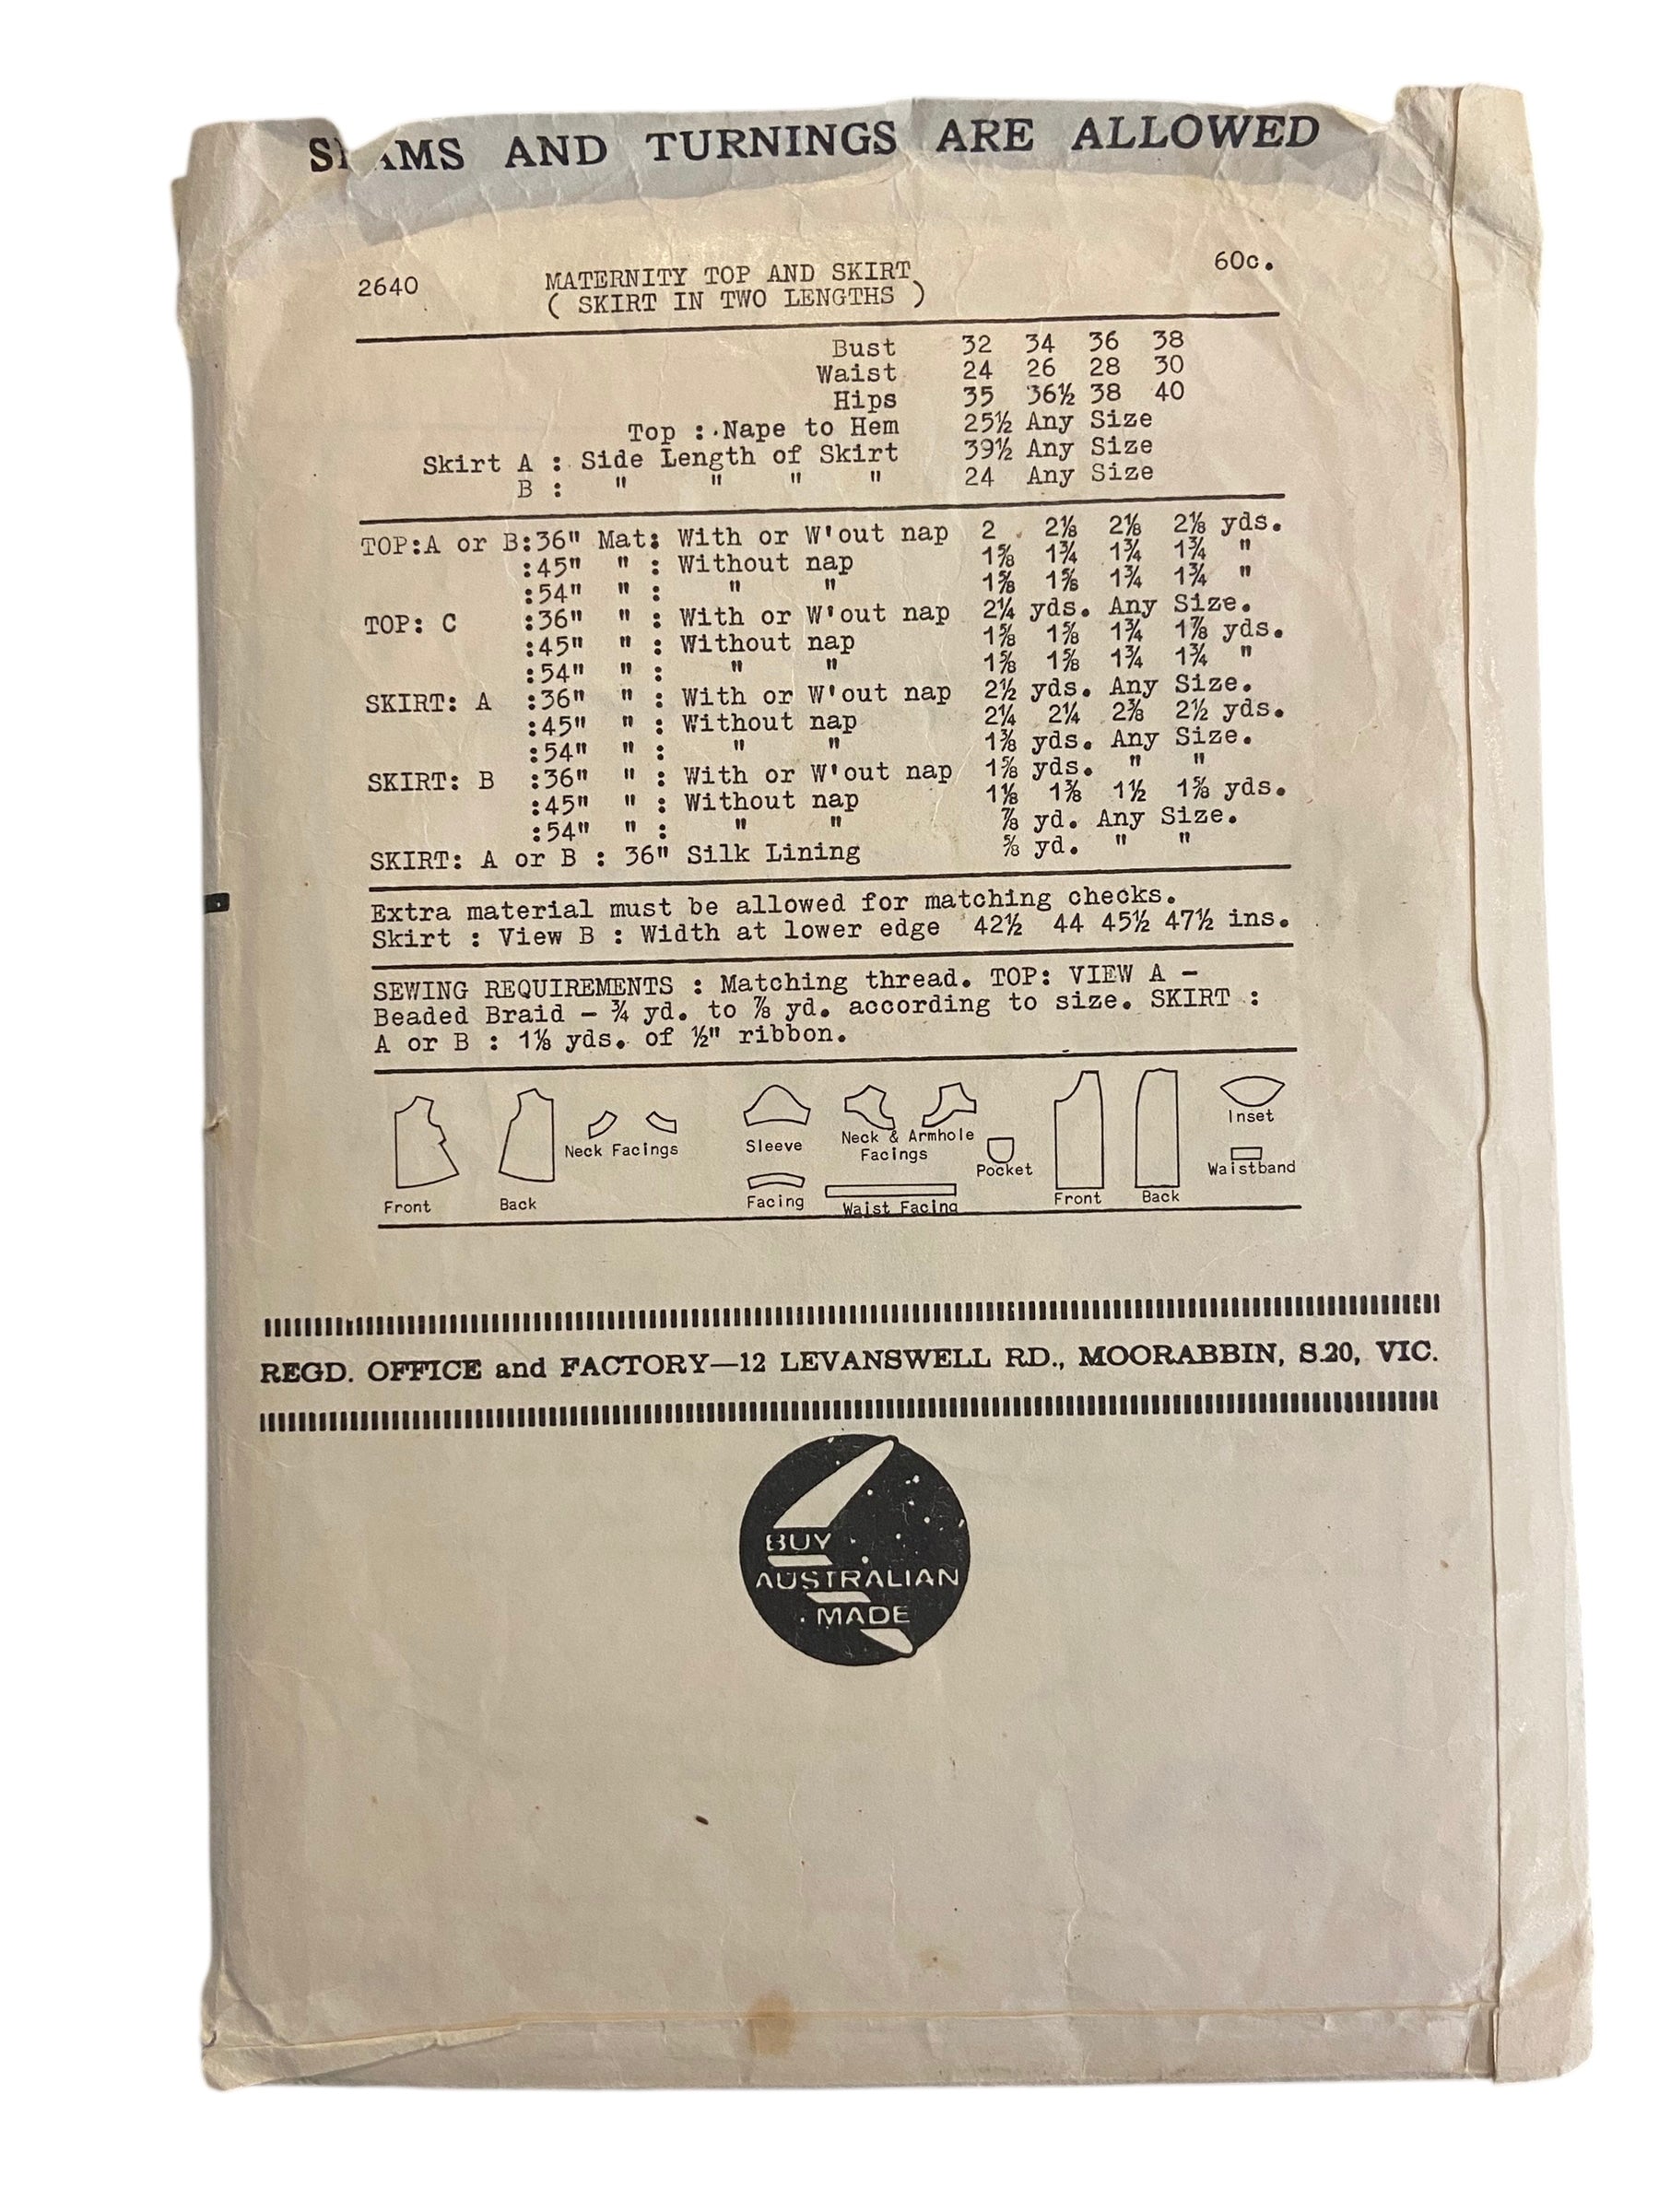 SEAMS AND TURNINGS ARE ALLOWED
2640 MATERNITY TOP AND SKIRT 60c.
( SKIRT IN TWO LENGTHS )
Bust 32 34 36 38
Waist 24 26 28 30
Hips 35 36½ 38 40
Top : Nape to Hem 25½ Any Size
Skirt A : Side Length of Skirt 39½ Any Size
B : " " " " 24 Any Size
TOP:A or B:36" Mat: With or W'out nap 2 2⅛ 2⅛ 2⅛ yds.
:45" " : Without nap 1⅝ 1¾ 1¾ 1¾ "
:54" " : " " 1⅝ 1⅝ 1¾ 1¾ "
TOP: C :36" " : With or W'out nap 2¼ yds. Any Size.
:45" " : Without nap 1⅝ 1⅝ 1¾ 1⅞ yds.
:54" " : " " 1⅝ 1⅝ 1¾ 1¾ "
SKIRT: A :36" " : With or W'out nap 2½ yds. Any Size.
:45" " : Without nap 2¼ 2¼ 2⅜ 2½ yds.
:54" " : " " 1⅜ yds. Any Size.
SKIRT: B :36" " : With or W'out nap 1⅝ yds. " "
:45" " : Without nap 1⅛ 1⅜ 1½ 1⅝ yds.
:54" " : " " ⅞ yd. Any Size.
SKIRT: A or B : 36" Silk Lining ⅝ yd. " "
Extra material must be allowed for matching checks.
Skirt : View B : Width at lower edge 42½ 44 45½ 47½ ins.
SEWING REQUIREMENTS : Matching thread. TOP: VIEW A -
Beaded Braid - ¾ yd. to ⅞ yd. according to size. SKIRT :
A or B : 1⅛ yds. of ½" ribbon.
Front
Back
Neck Facings
Sleeve
Facing
Neck & Armhole
Facings
Waist Facing
Pocket
Front
Back
Inset
Waistband
REGD. OFFICE and FACTORY—12 LEVANSWELL RD., MOORABBIN, S.20, VIC.
BUY
AUSTRALIAN
MADE